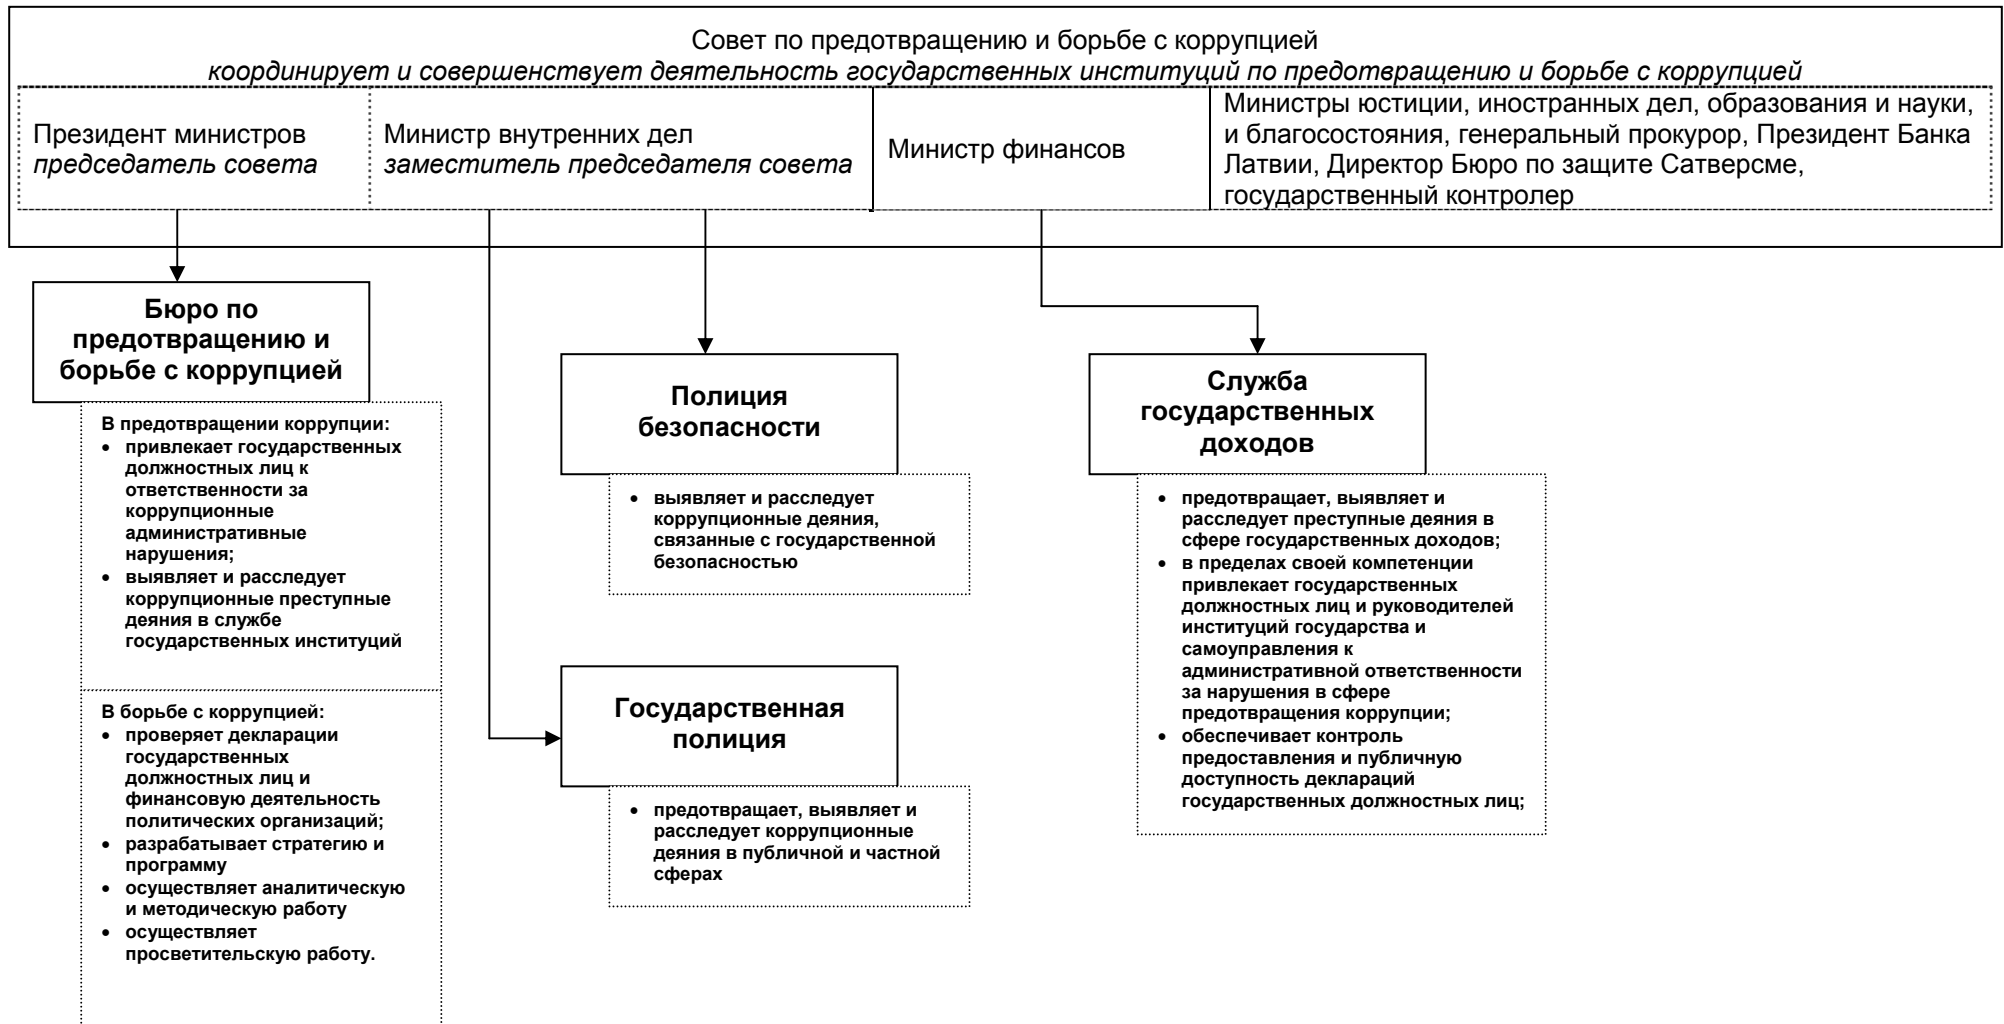 Совет по предотвращению и борьбе с коррупцией
координирует и совершенствует деятельность государственных институций по предотвращению и борьбе с коррупцией
Президент министров
председатель совета
Министр внутренних дел
заместитель председателя совета
Министр финансов
Министры юстиции, иностранных дел, образования и науки,
и благосостояния, генеральный прокурор, Президент Банка
Латвии, Директор Бюро по защите Сатверсме,
государственный контролер
Бюро по
предотвращению и
борьбе с коррупцией
В предотвращении коррупции:
• привлекает государственных
должностных лиц к
ответственности за
коррупционные
административные
нарушения;
• выявляет и расследует
коррупционные преступные
деяния в службе
государственных институций
В борьбе с коррупцией:
• проверяет декларации
государственных
должностных лиц и
финансовую деятельность
политических организаций;
• разрабатывает стратегию и
программу
• осуществляет аналитическую
и методическую работу
• осуществляет
просветительскую работу.
Полиция
безопасности
• выявляет и расследует
коррупционные деяния,
связанные с государственной
безопасностью
Государственная
полиция
• предотвращает, выявляет и
расследует коррупционные
деяния в публичной и частной
сферах
Служба
государственных
доходов
• предотвращает, выявляет и
расследует преступные деяния в
сфере государственных доходов;
• в пределах своей компетенции
привлекает государственных
должностных лиц и руководителей
институций государства и
самоуправления к
административной ответственности
за нарушения в сфере
предотвращения коррупции;
• обеспечивает контроль
предоставления и публичную
доступность деклараций
государственных должностных лиц;